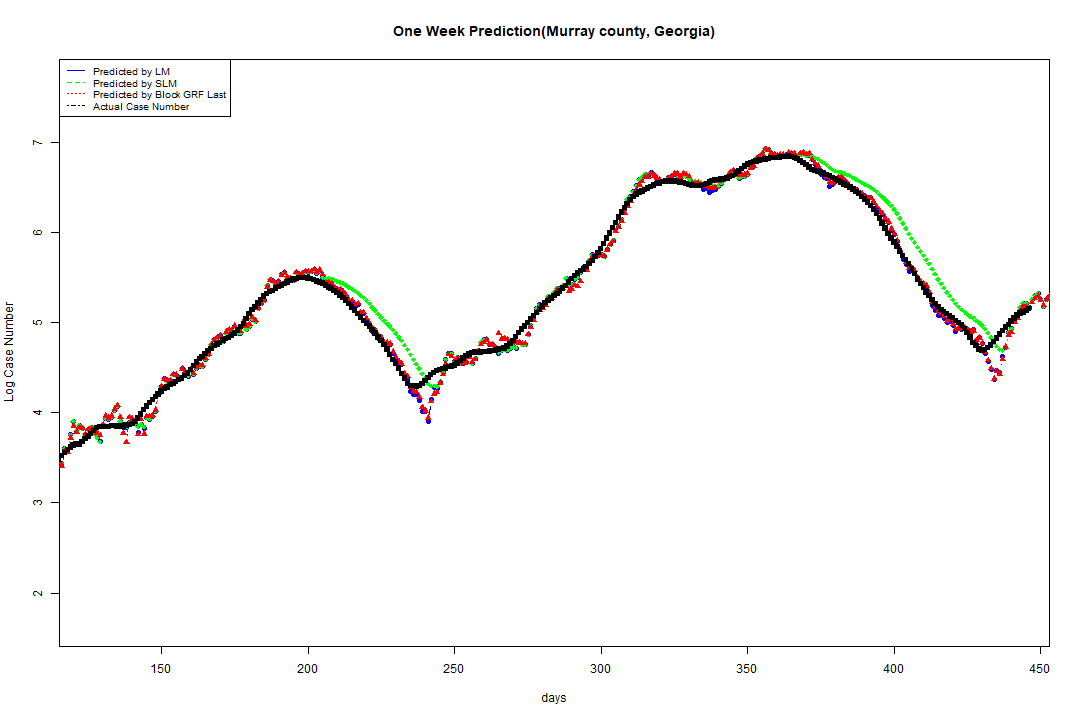 One Week Prediction(Murray county, Georgia)
Predicted by LM
Predicted by SLM
Predicted by Block GRF Last
Actual Case Number
7
6
5
4
3
2
Log Case Number
150 200 250 300 350 400 450
days